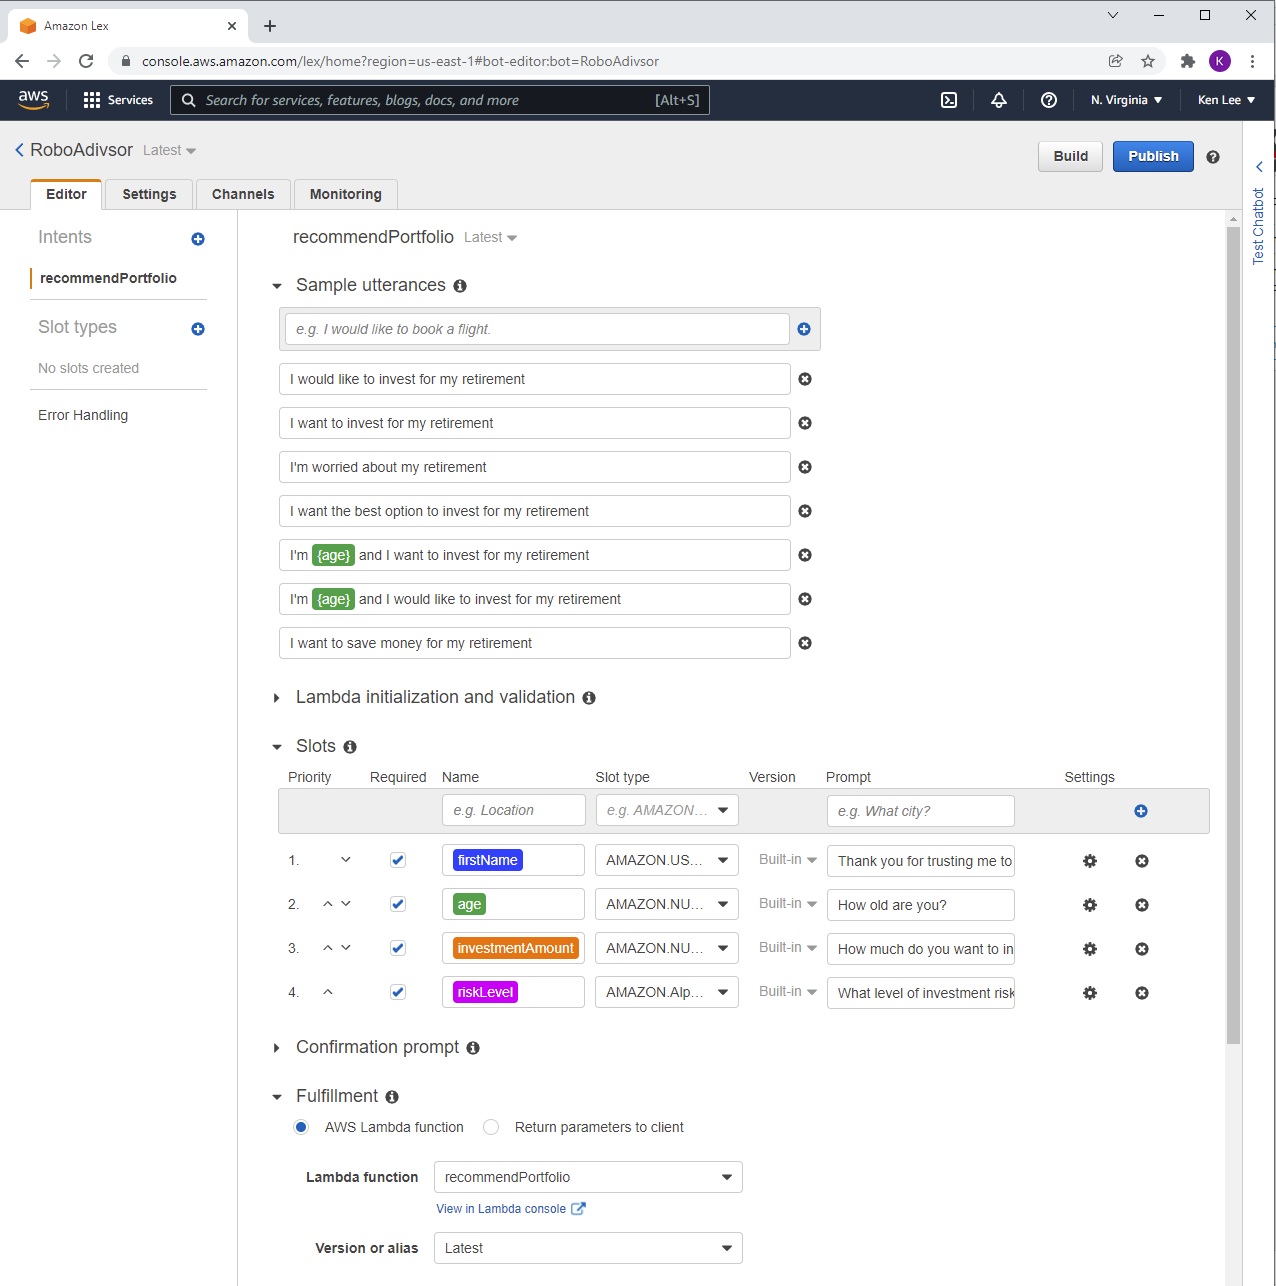 Amazon Lex
console.aws.amazon.com/lex/home?region=us-east-1#bot-editor:bot=RoboAdivsor
K
aws Services Search for services, features, blogs, docs, and more [Alt+S] N. Virginia Ken Lee
RoboAdivsor Latest
Build Publish
Editor Settings Channels Monitoring
Test Chatbot
Intents
recommendPortfolio
Slot types
No slots created
Error Handling
recommendPortfolio Latest
Sample utterances
e.g. I would like to book a flight.
I would like to invest for my retirement
I want to invest for my retirement
I'm worried about my retirement
I want the best option to invest for my retirement
I'm {age} and I want to invest for my retirement
I'm {age} and I would like to invest for my retirement
I want to save money for my retirement
Lambda initialization and validation
Slots
Priority Required Name Slot type Version Prompt Settings
e.g. Location e.g. AMAZON... e.g. What city?
1. firstName AMAZON.US... Built-in Thank you for trusting me to
2. age AMAZON.NU... Built-in How old are you?
3. investmentAmount AMAZON.NU... Built-in How much do you want to in
4. riskLevel AMAZON.Alp... Built-in What level of investment risk
Confirmation prompt
Fulfillment
AWS Lambda function Return parameters to client
Lambda function recommendPortfolio
View in Lambda console
Version or alias Latest